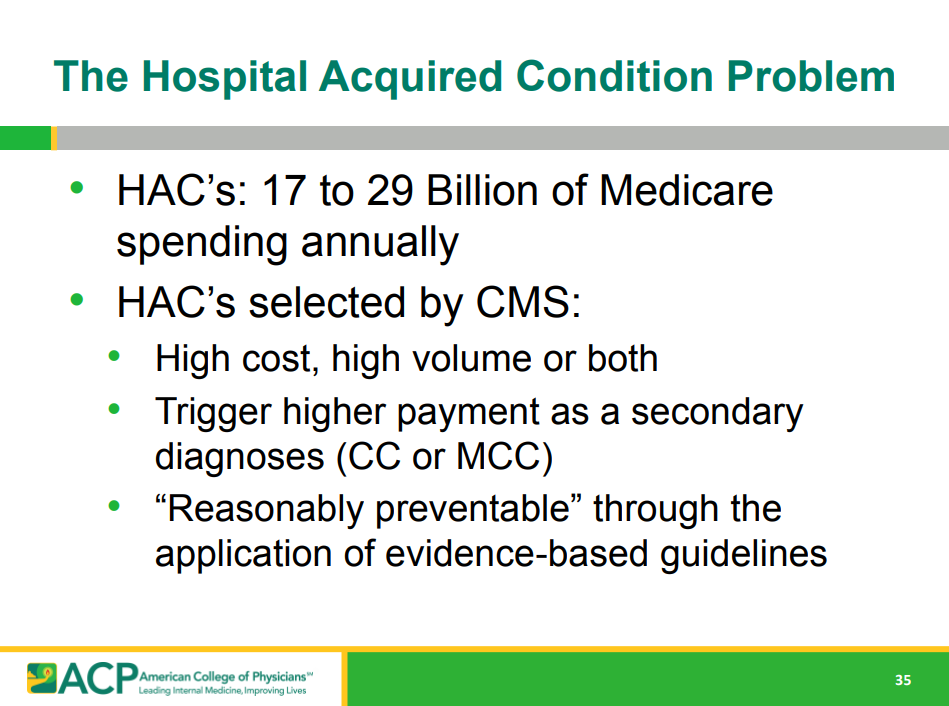 The Hospital Acquired Condition Problem
• HAC’s: 17 to 29 Billion of Medicare
spending annually
• HAC’s selected by CMS:
• High cost, high volume or both
• Trigger higher payment as a secondary
diagnoses (CC or MCC)
• “Reasonably preventable” through the
application of evidence-based guidelines
ACP American College of Physicians℠
Leading Internal Medicine, Improving Lives
35